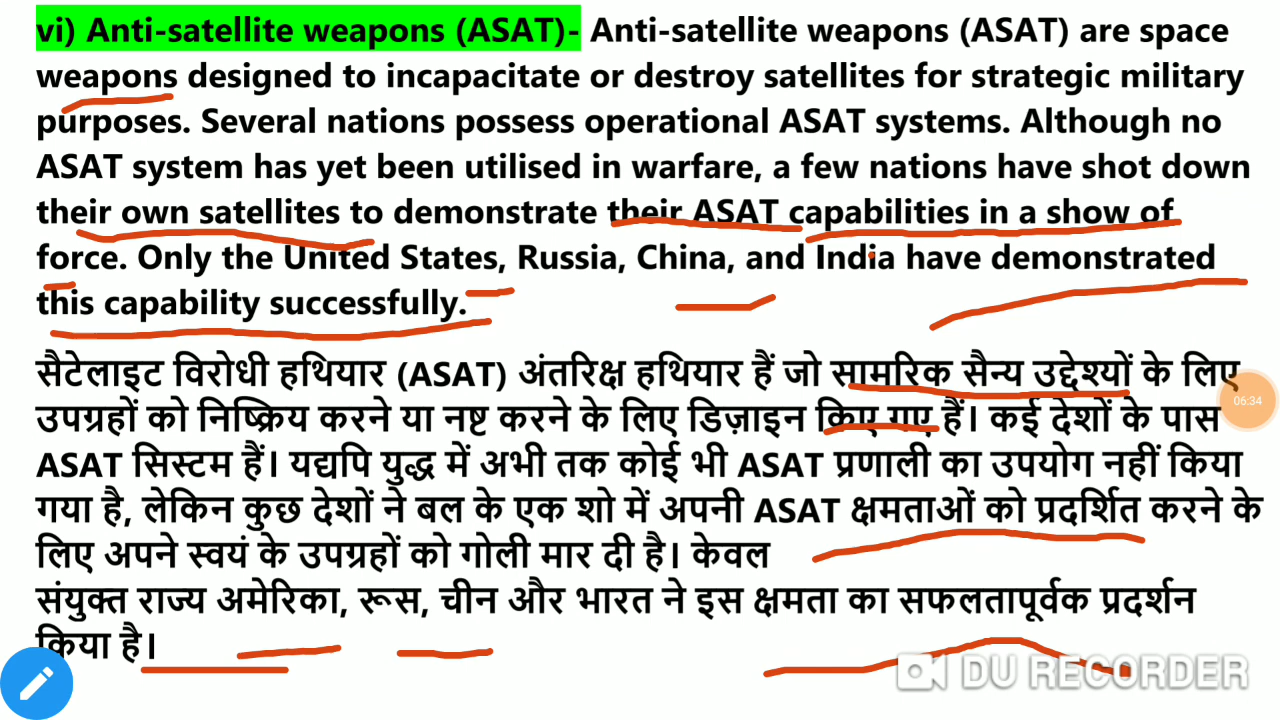 vi) Anti-satellite weapons (ASAT)- Anti-satellite weapons (ASAT) are space
weapons designed to incapacitate or destroy satellites for strategic military
purposes. Several nations possess operational ASAT systems. Although no
ASAT system has yet been utilised in warfare, a few nations have shot down
their own satellites to demonstrate their ASAT capabilities in a show of
force. Only the United States, Russia, China, and India have demonstrated
this capability successfully.
सैटेलाइट विरोधी हथियार (ASAT) अंतरिक्ष हथियार हैं जो सामरिक सैन्य उद्देश्यों के लिए
उपग्रहों को निष्क्रिय करने या नष्ट करने के लिए डिज़ाइन किए गए हैं। कई देशों के पास
ASAT सिस्टम हैं। यद्यपि युद्ध में अभी तक कोई भी ASAT प्रणाली का उपयोग नहीं किया
गया है, लेकिन कुछ देशों ने बल के एक शो में अपनी ASAT क्षमताओं को प्रदर्शित करने के
लिए अपने स्वयं के उपग्रहों को गोली मार दी है। केवल
संयुक्त राज्य अमेरिका, रूस, चीन और भारत ने इस क्षमता का सफलतापूर्वक प्रदर्शन
किया है।
06:34
DU RECORDER